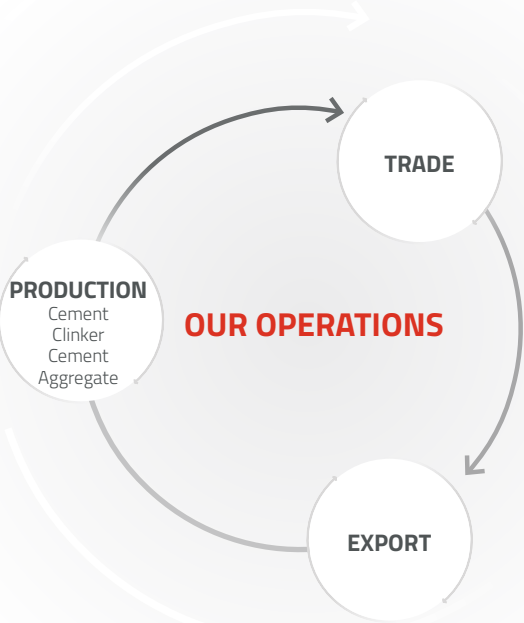 TRADE
PRODUCTION
Cement
Clinker
Cement
Aggregate
OUR OPERATIONS
EXPORT